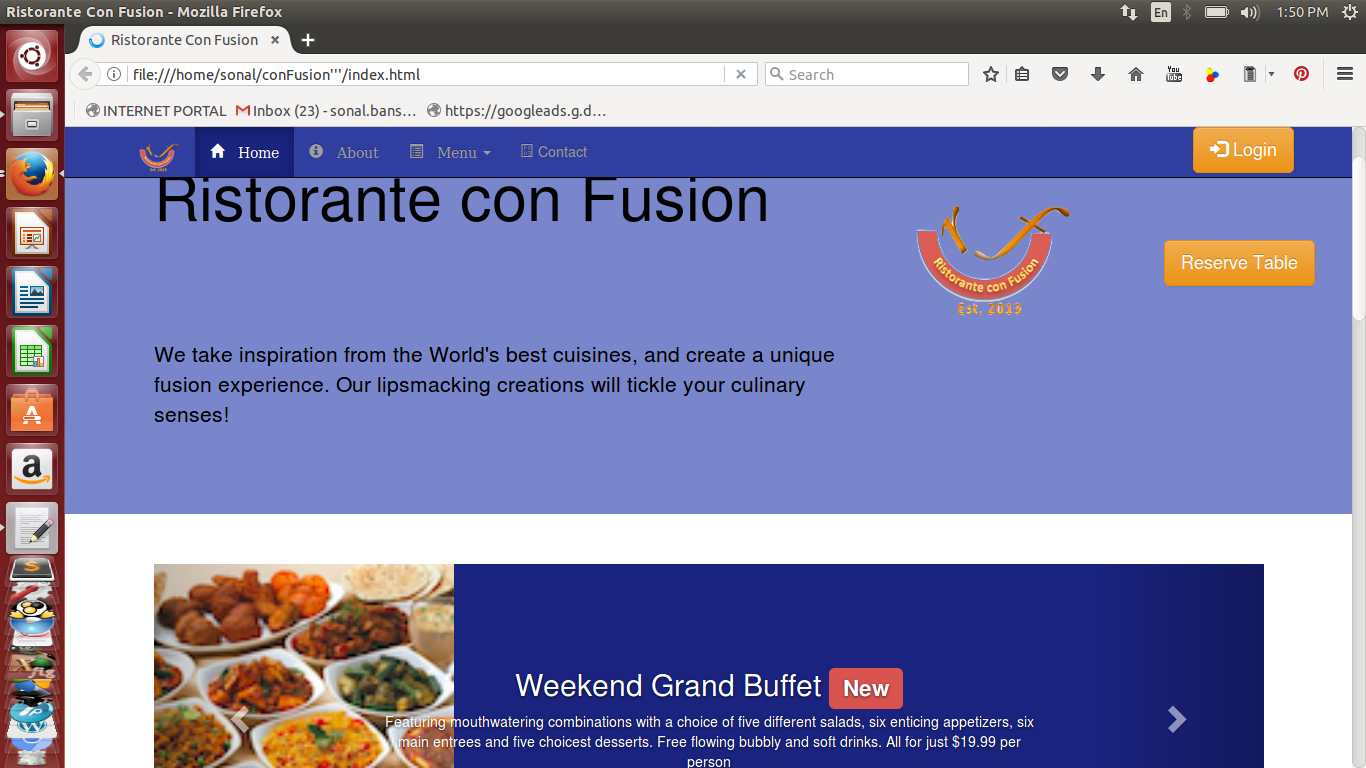 Ristorante Con Fusion - Mozilla Firefox
En
1:50 PM
Ristorante Con Fusion
file:///home/sonal/conFusion'''/index.html
Search
You
Tube
INTERNET PORTAL
Inbox (23) - sonal.bans...
https://googleads.g.d...
Home
About
Menu
Contact
Login
Ristorante con Fusion
Ristorante con Fusion
Est. 2013
Reserve Table
We take inspiration from the World's best cuisines, and create a unique
fusion experience. Our lipsmacking creations will tickle your culinary
senses!
Weekend Grand Buffet New
Featuring mouthwatering combinations with a choice of five different salads, six enticing appetizers, six
main entrees and five choicest desserts. Free flowing bubbly and soft drinks. All for just $19.99 per
person